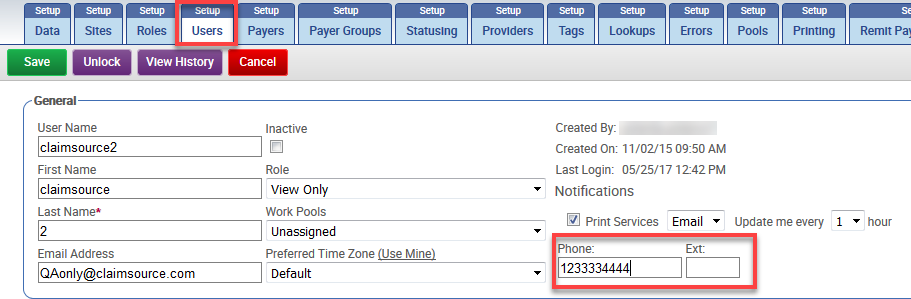 Setup Setup Setup Setup Setup Setup Setup Setup Setup Setup Setup Setup Setup Set
Data Sites Roles Users Payers Payer Groups Statusing Providers Tags Lookups Errors Pools Printing Remit Pay
Save Unlock View History Cancel
General
User Name Inactive Created By:
claimsource2 Created On: 11/02/15 09:50 AM
First Name Role Last Login: 05/25/17 12:42 PM
claimsource View Only Notifications
Last Name* Work Pools Print Services Email Update me every 1 hour
2 Unassigned
Email Address Preferred Time Zone (Use Mine) Phone: Ext:
QAonly@claimsource.com Default 1233334444